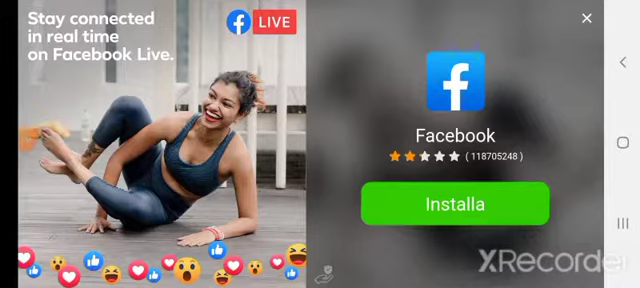 Stay connected
in real time
on Facebook Live.
f LIVE
f
Facebook
(118705248)
Installa
XRecorder